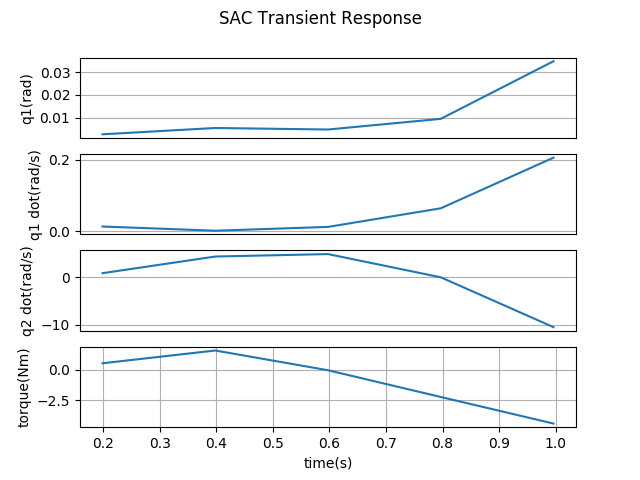 SAC Transient Response
q1(rad)
0.03
0.02
0.01
q1 dot(rad/s)
0.2
0.0
q2 dot(rad/s)
0
−10
torque(Nm)
0.0
−2.5
0.2 0.3 0.4 0.5 0.6 0.7 0.8 0.9 1.0
time(s)